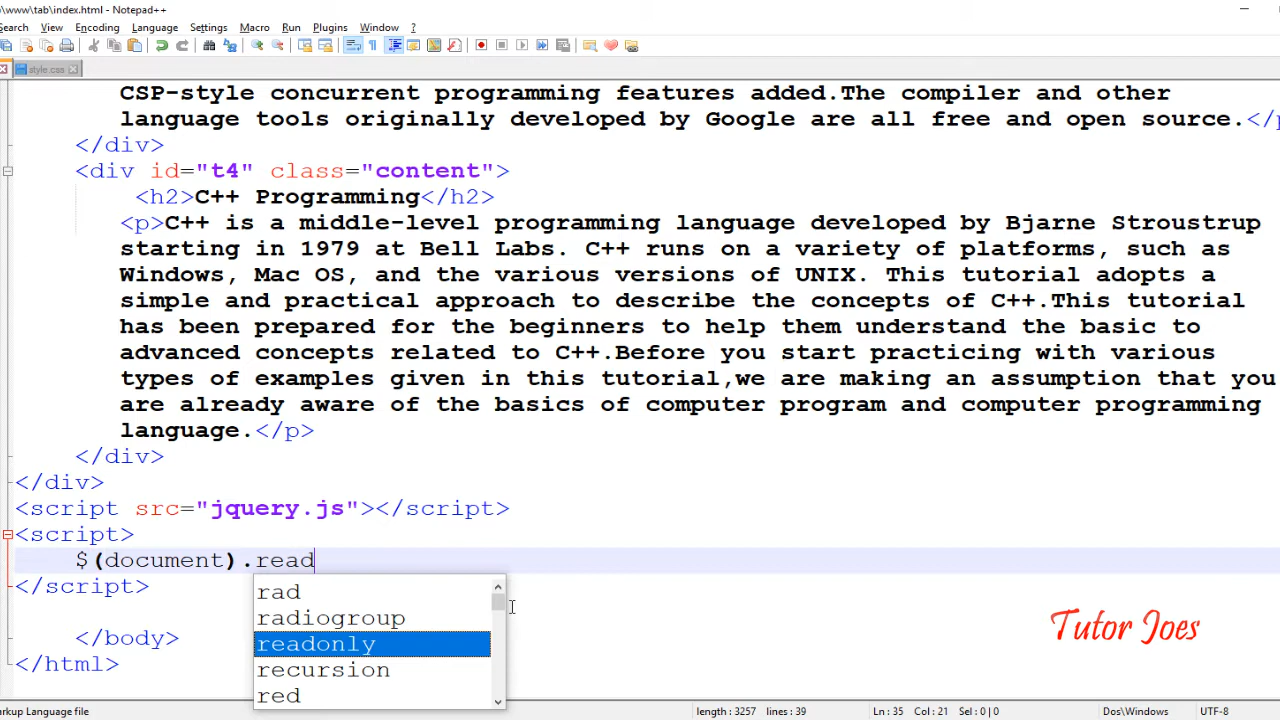 \www\tab\index.html - Notepad++
Search View Encoding Language Settings Macro Run Plugins Window ?
style.css
CSP-style concurrent programming features added.The compiler and other
language tools originally developed by Google are all free and open source.</p
</div>
<div id="t4" class="content">
<h2>C++ Programming</h2>
<p>C++ is a middle-level programming language developed by Bjarne Stroustrup
starting in 1979 at Bell Labs. C++ runs on a variety of platforms, such as
Windows, Mac OS, and the various versions of UNIX. This tutorial adopts a
simple and practical approach to describe the concepts of C++.This tutorial
has been prepared for the beginners to help them understand the basic to
advanced concepts related to C++.Before you start practicing with various
types of examples given in this tutorial,we are making an assumption that you
are already aware of the basics of computer program and computer programming
language.</p>
</div>
</div>
<script src="jquery.js"></script>
<script>
$(document).read
</script>
rad
radiogroup
readonly
recursion
red
</body>
</html>
Tutor Joes
arkup Language file length : 3257 lines : 39 Ln : 35 Col : 21 Sel : 0 | 0 Dos\Windows UTF-8